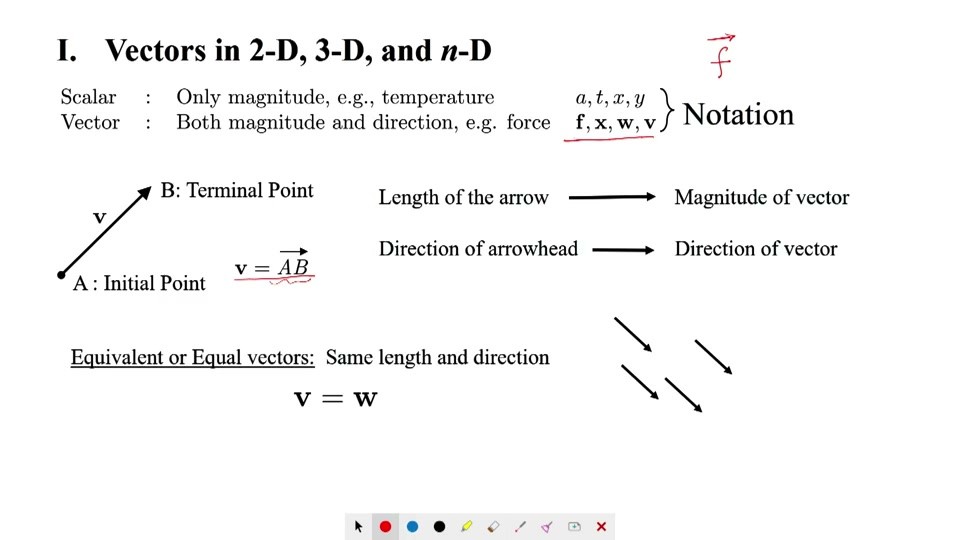 I. Vectors in 2-D, 3-D, and n-D
f
Scalar : Only magnitude, e.g., temperature a, t, x, y
Vector : Both magnitude and direction, e.g. force f, x, w, v
Notation
B: Terminal Point
v
A : Initial Point
v = AB
Length of the arrow Magnitude of vector
Direction of arrowhead Direction of vector
Equivalent or Equal vectors: Same length and direction
v = w